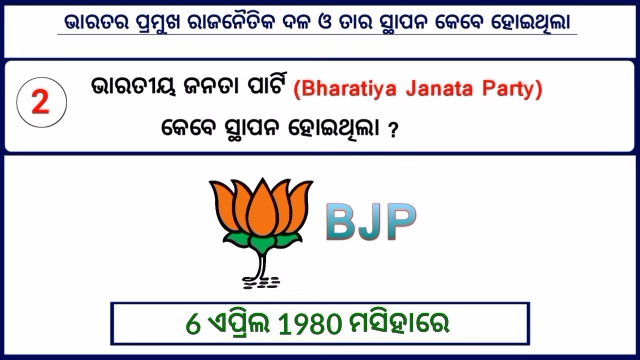 ଭାରତର ପ୍ରମୁଖ ରାଜନୈତିକ ଦଳ ଓ ତାର ସ୍ଥାପନ କେବେ ହୋଇଥିଲା
2
ଭାରତୀୟ ଜନତା ପାର୍ଟି (Bharatiya Janata Party)
କେବେ ସ୍ଥାପନ ହୋଇଥିଲା ?
BJP
6 ଏପ୍ରିଲ 1980 ମସିହାରେ